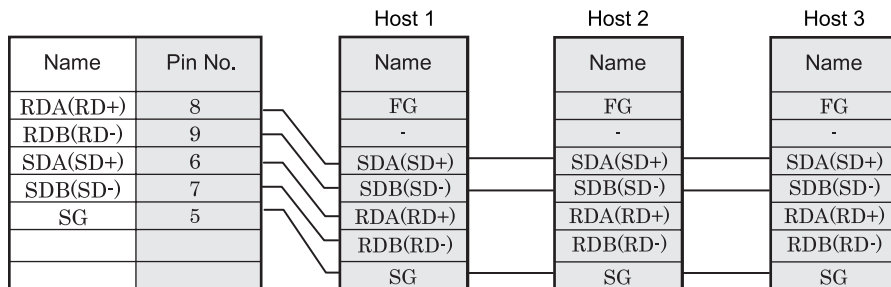 Host 1 Host 2 Host 3
Name Pin No. Name Name Name
RDA(RD+) 8 FG FG FG
RDB(RD-) 9 - - -
SDA(SD+) 6 SDA(SD+) SDA(SD+) SDA(SD+)
SDB(SD-) 7 SDB(SD-) SDB(SD-) SDB(SD-)
SG 5 RDA(RD+) RDA(RD+) RDA(RD+)
RDB(RD-) RDB(RD-) RDB(RD-)
SG SG SG